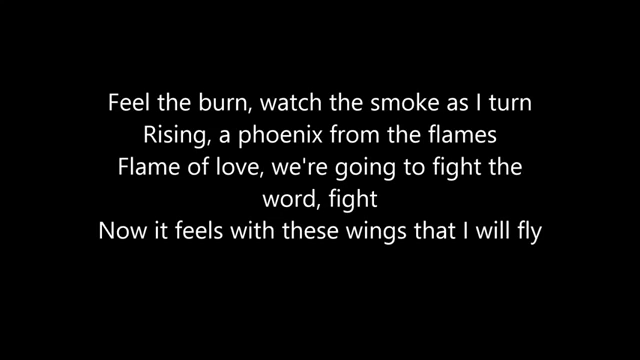 Feel the burn, watch the smoke as I turn
Rising, a phoenix from the flames
Flame of love, we're going to fight the
word, fight
Now it feels with these wings that I will fly